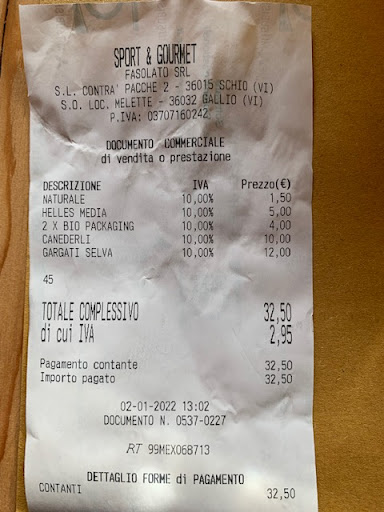 SPORT & GOURMET
FASOLATO SRL
S.L. CONTRA' PACCHE 2 - 36015 SCHIO (VI)
S.O. LOC. MELETTE - 36032 GALLIO (VI)
P.IVA: 03707160242
DOCUMENTO COMMERCIALE
di vendita o prestazione
DESCRIZIONE IVA Prezzo(€)
NATURALE 10,00% 1,50
HELLES MEDIA 10,00% 5,00
2 X BIO PACKAGING 10,00% 4,00
CANEDERLI 10,00% 10,00
GARGATI SELVA 10,00% 12,00
45
TOTALE COMPLESSIVO 32,50
di cui IVA 2,95
Pagamento contante 32,50
Importo pagato 32,50
02-01-2022 13:02
DOCUMENTO N. 0537-0227
RT 99MEX068713
DETTAGLIO FORME di PAGAMENTO
CONTANTI 32,50